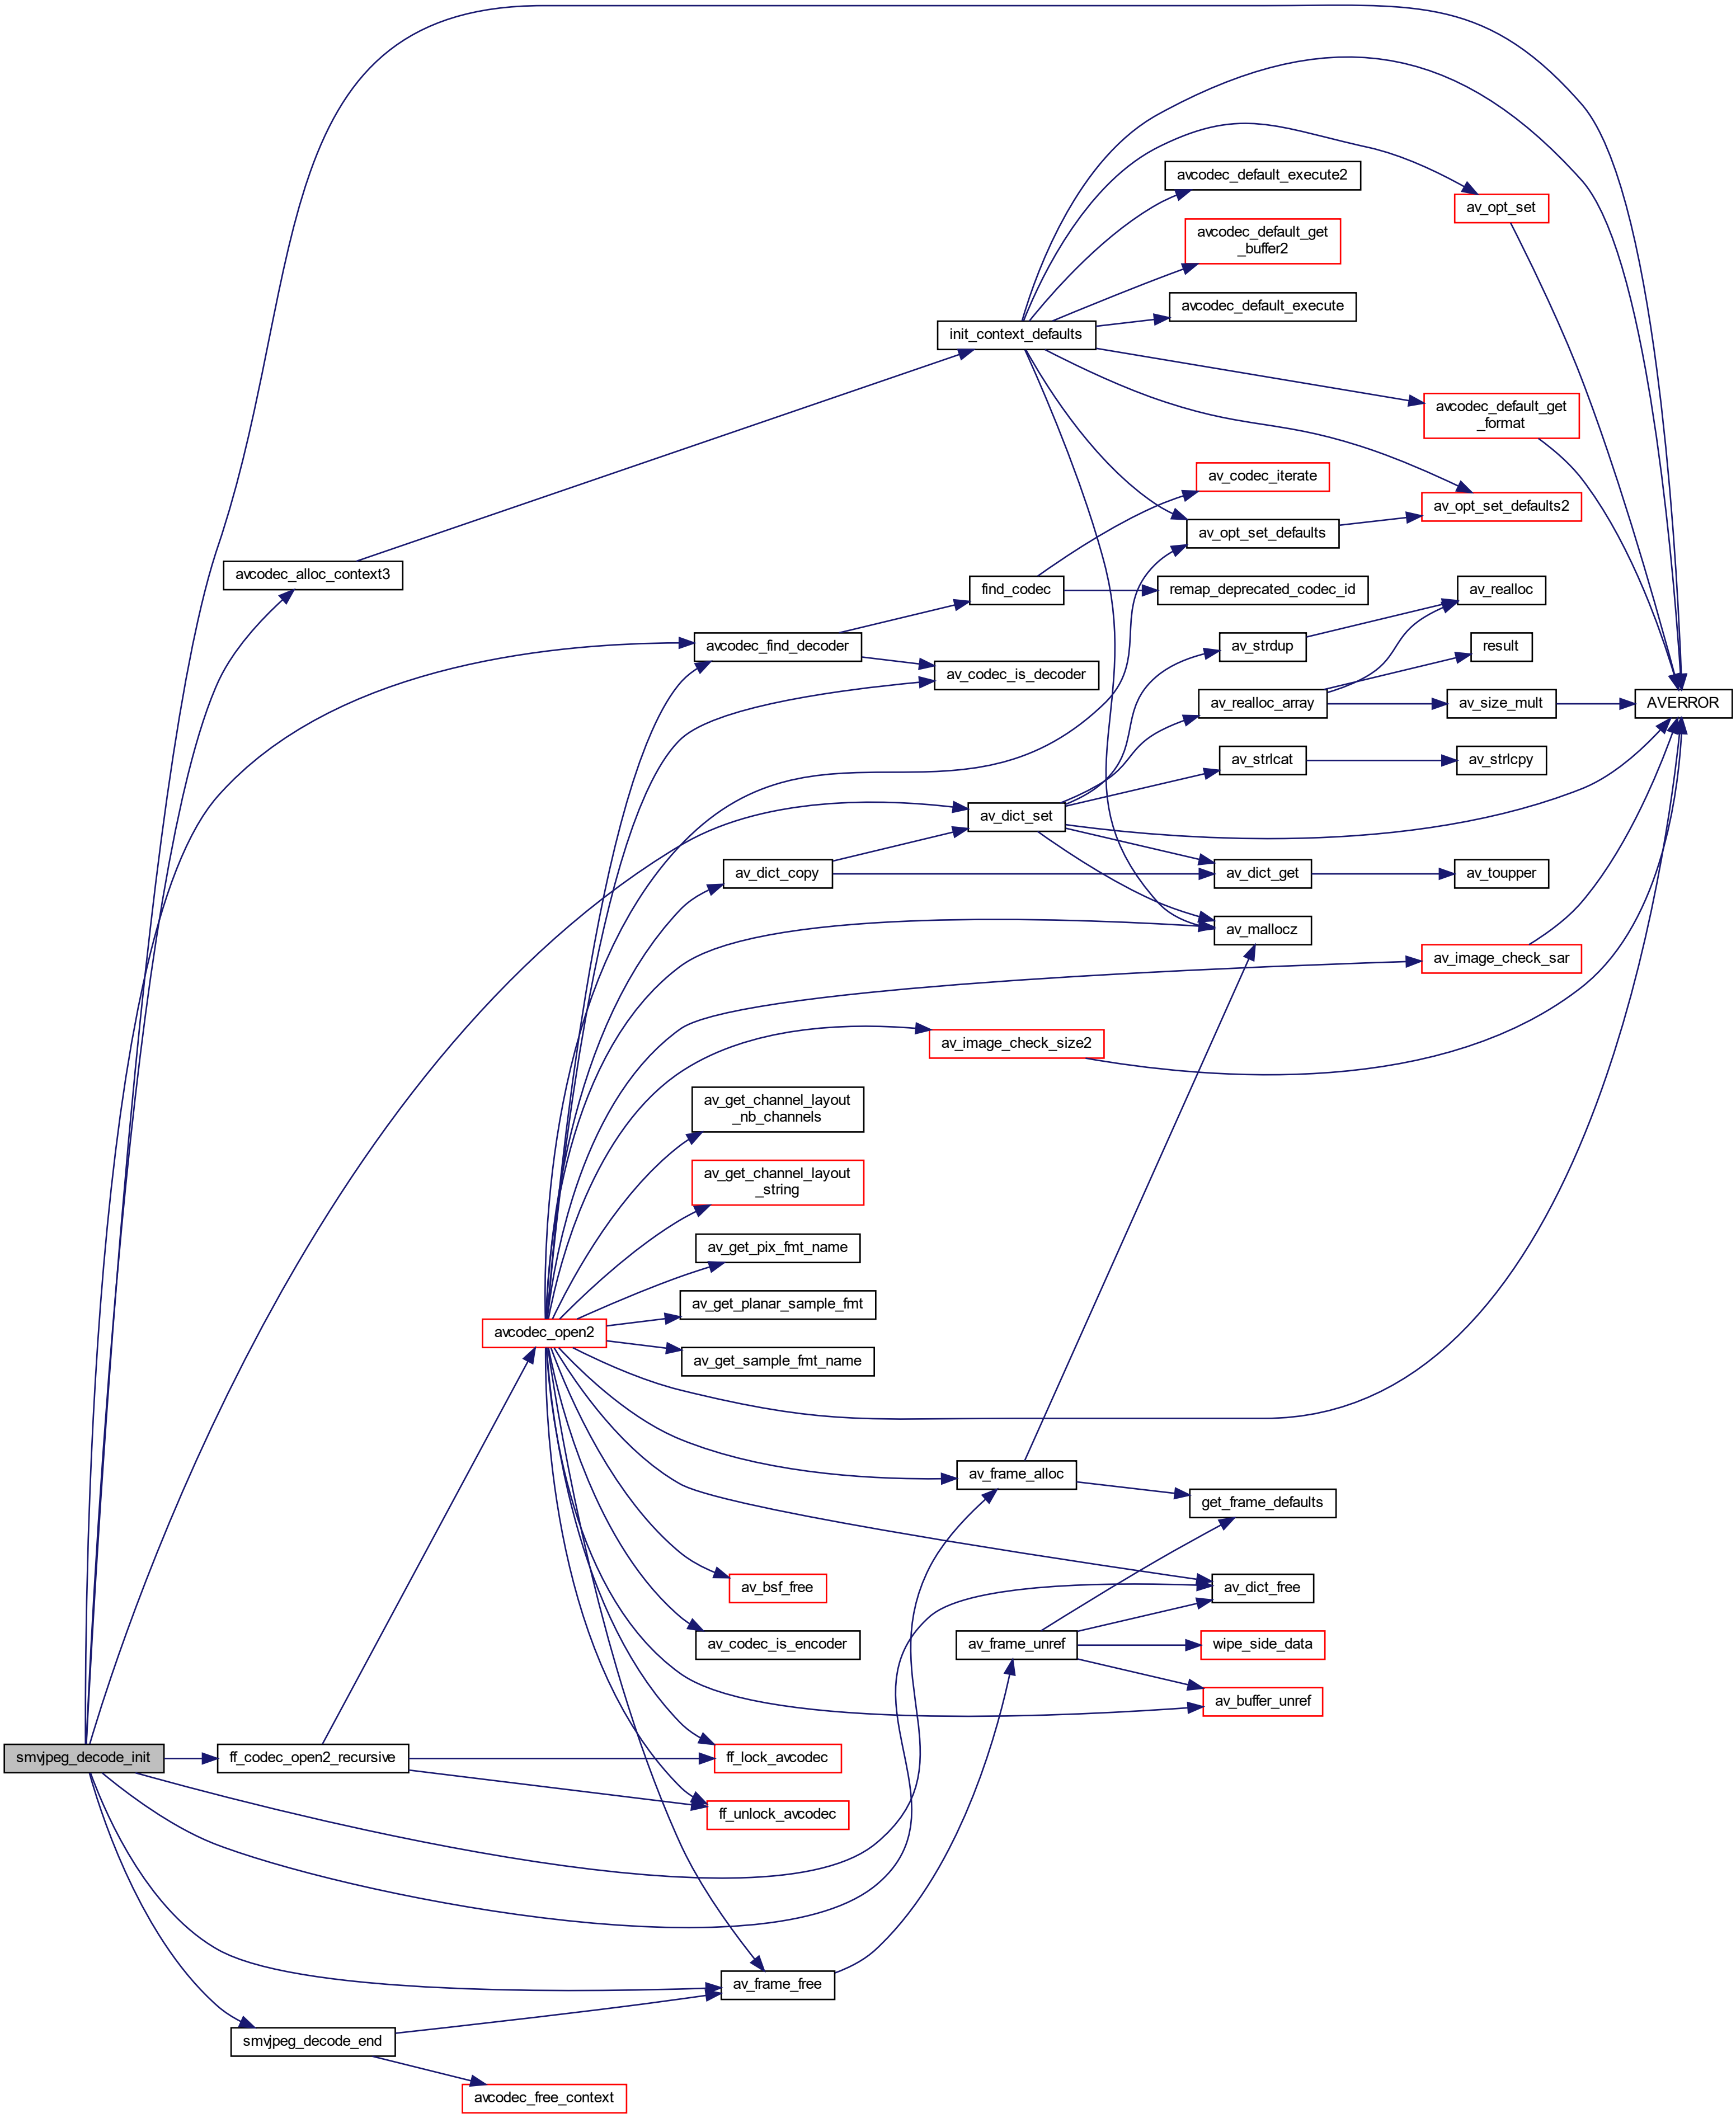 avcodec_default_execute2
av_opt_set
avcodec_default_get
_buffer2
avcodec_default_execute
init_context_defaults
avcodec_default_get
_format
av_codec_iterate
av_opt_set_defaults2
av_opt_set_defaults
avcodec_alloc_context3
find_codec
remap_deprecated_codec_id
av_realloc
avcodec_find_decoder
av_strdup
result
av_codec_is_decoder
av_realloc_array
av_size_mult
AVERROR
av_strlcat
av_strlcpy
av_dict_set
av_dict_copy
av_dict_get
av_toupper
av_mallocz
av_image_check_sar
av_image_check_size2
av_get_channel_layout
_nb_channels
av_get_channel_layout
_string
av_get_pix_fmt_name
av_get_planar_sample_fmt
avcodec_open2
av_get_sample_fmt_name
av_frame_alloc
get_frame_defaults
av_bsf_free
av_dict_free
av_codec_is_encoder
av_frame_unref
wipe_side_data
av_buffer_unref
smvjpeg_decode_init
ff_codec_open2_recursive
ff_lock_avcodec
ff_unlock_avcodec
av_frame_free
smvjpeg_decode_end
avcodec_free_context